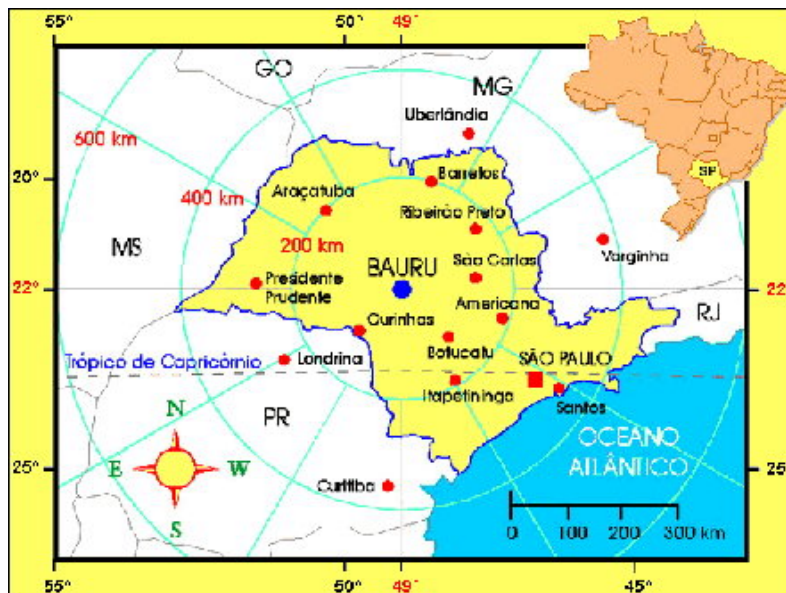 55°
50°
49°
45°
GO
MG
Uberlândia
600 km
SP
20°
Barretos
Araçatuba
400 km
Ribeirão Preto
200 km
MS
Varginha
São Carlos
BAURU
Presidente
Prudente
22°
22°
Americana
RJ
Ourinhos
Botucatu
SÃO PAULO
Trópico de Capricórnio
Londrina
Itapetininga
Santos
N
PR
OCEANO
ATLÂNTICO
E
W
25°
25°
Curitiba
S
0
100
200
300 km
55°
50°
49°
45°